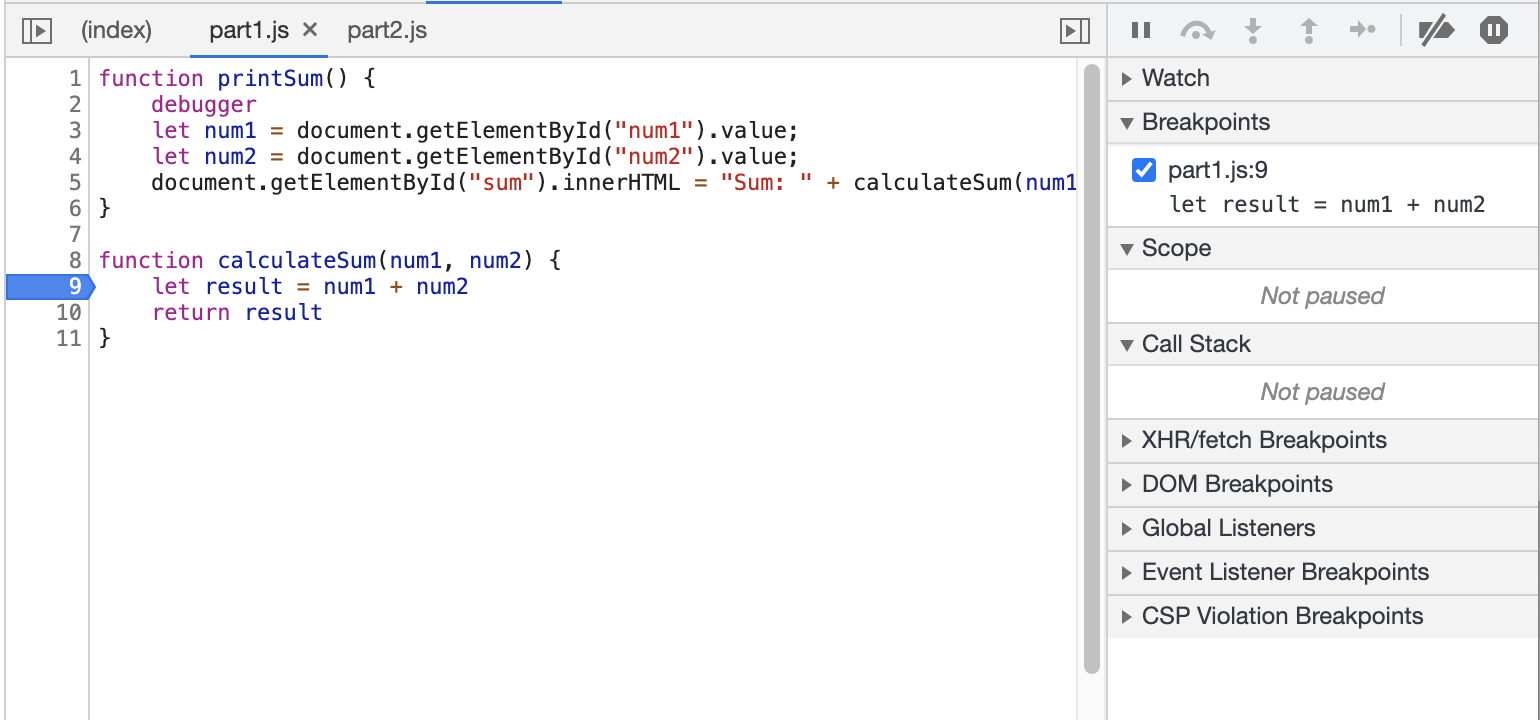 (index) part1.js × part2.js
1 function printSum() {
2 debugger
3 let num1 = document.getElementById("num1").value;
4 let num2 = document.getElementById("num2").value;
5 document.getElementById("sum").innerHTML = "Sum: " + calculateSum(num1
6 }
7
8 function calculateSum(num1, num2) {
9 let result = num1 + num2
10 return result
11 }
Watch
Breakpoints
part1.js:9
let result = num1 + num2
Scope
Not paused
Call Stack
Not paused
XHR/fetch Breakpoints
DOM Breakpoints
Global Listeners
Event Listener Breakpoints
CSP Violation Breakpoints